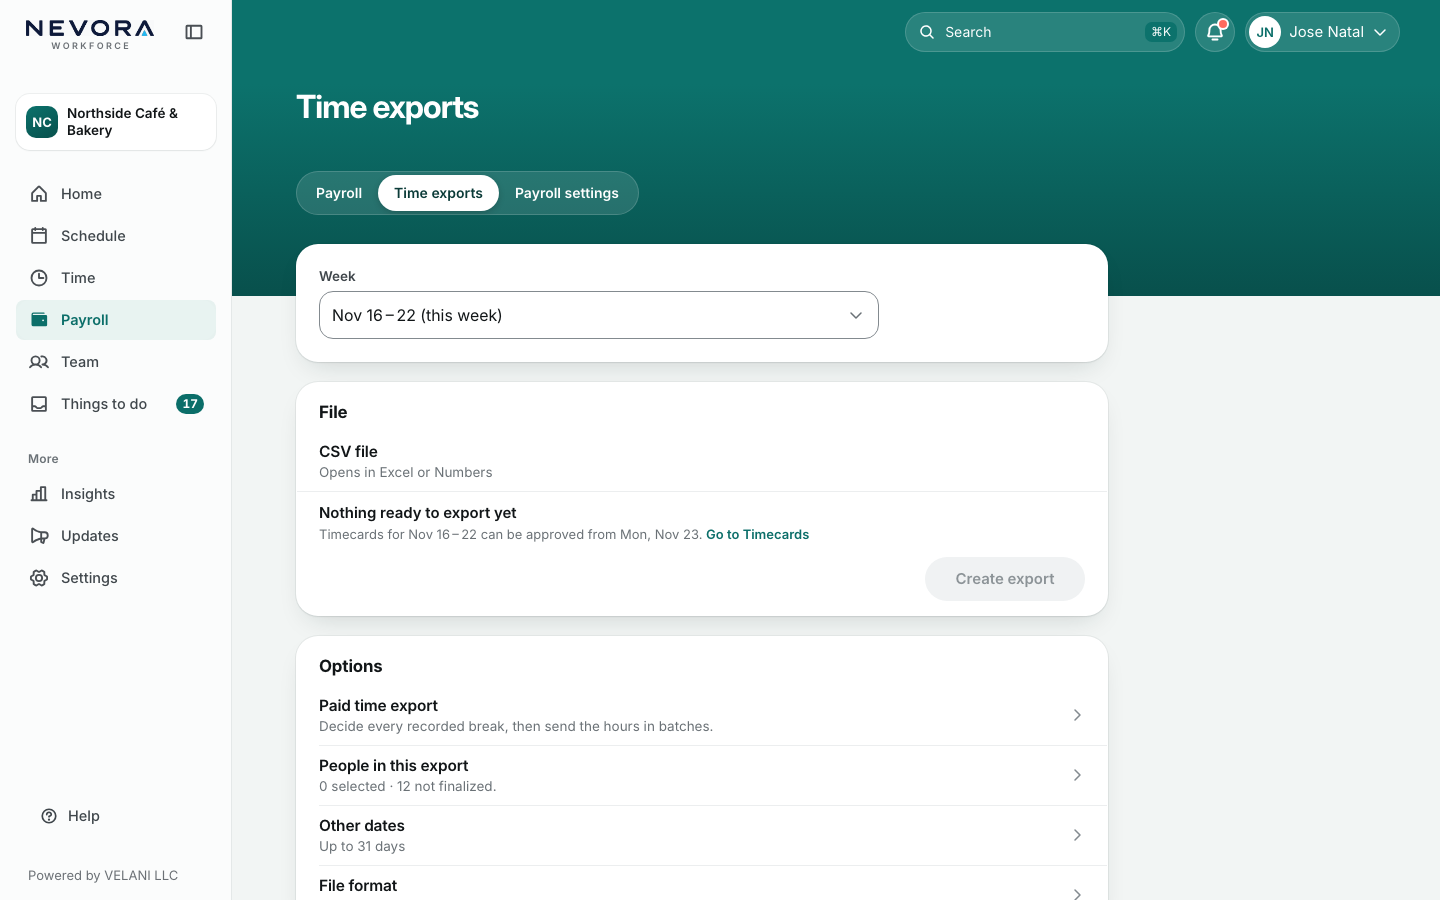 NEVORA
WORKFORCE
Search
⌘K
JN
Jose Natal
NC
Northside Café &
Bakery
Home
Schedule
Time
Payroll
Team
Things to do
17
More
Insights
Updates
Settings
Help
Powered by VELANI LLC
Time exports
Payroll
Time exports
Payroll settings
Week
Nov 16 – 22 (this week)
File
CSV file
Opens in Excel or Numbers
Nothing ready to export yet
Timecards for Nov 16 – 22 can be approved from Mon, Nov 23. Go to Timecards
Create export
Options
Paid time export
Decide every recorded break, then send the hours in batches.
People in this export
0 selected · 12 not finalized.
Other dates
Up to 31 days
File format